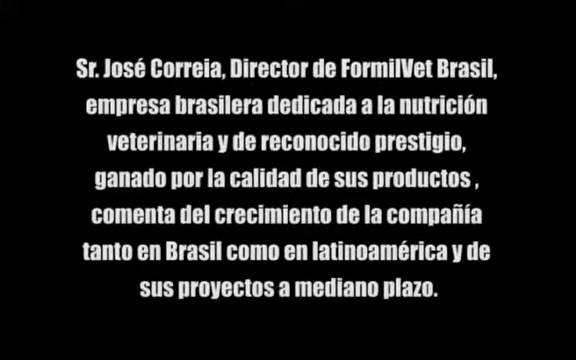 Sr. José Correia, Director de FormilVet Brasil,
empresa brasilera dedicada a la nutrición
veterinaria y de reconocido prestigio,
ganado por la calidad de sus productos ,
comenta del crecimiento de la compañía
tanto en Brasil como en latinoamérica y de
sus proyectos a mediano plazo.